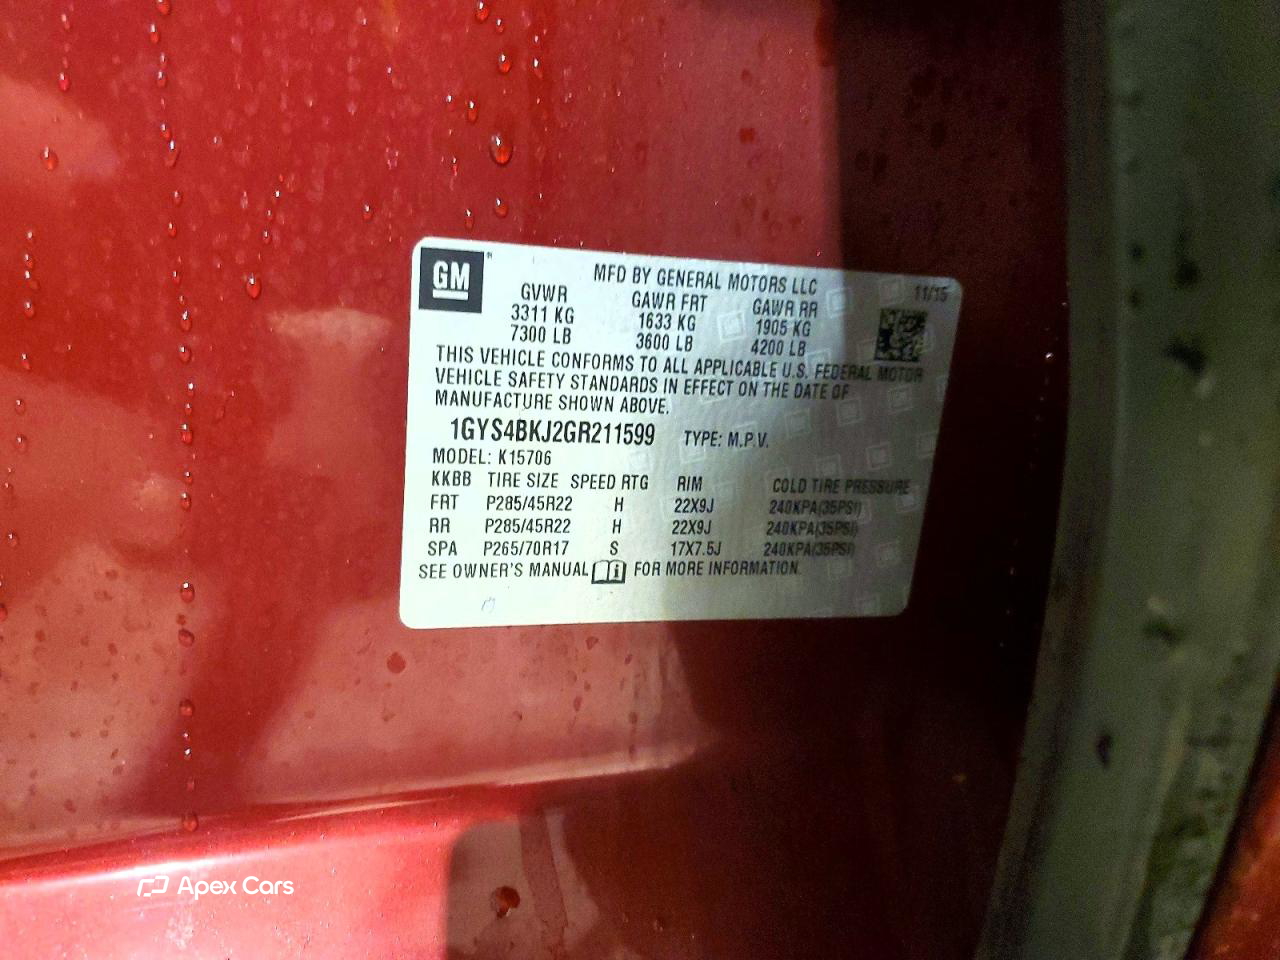 GM
MFD BY GENERAL MOTORS LLC
11/15
GVWR GAWR FRT GAWR RR
3311 KG 1633 KG 1905 KG
7300 LB 3600 LB 4200 LB
THIS VEHICLE CONFORMS TO ALL APPLICABLE U.S. FEDERAL MOTOR
VEHICLE SAFETY STANDARDS IN EFFECT ON THE DATE OF
MANUFACTURE SHOWN ABOVE.
1GYS4BKJ2GR211599 TYPE: M.P.V.
MODEL: K15706
KKBB TIRE SIZE SPEED RTG RIM COLD TIRE PRESSURE
FRT P285/45R22 H 22X9J 240KPA(35PSI)
RR P285/45R22 H 22X9J 240KPA(35PSI)
SPA P265/70R17 S 17X7.5J 240KPA(35PSI)
SEE OWNER'S MANUAL FOR MORE INFORMATION.
Apex Cars